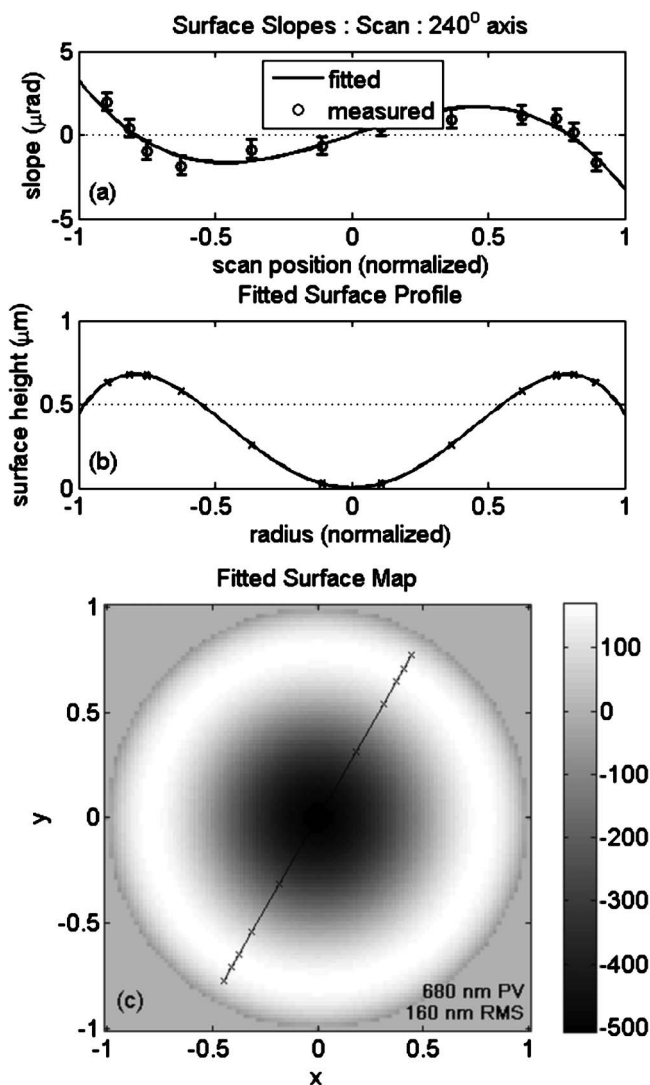 Surface Slopes : Scan : 240⁰ axis
5
0
-5
slope (μrad)
fitted
measured
(a)
-1
-0.5
0
0.5
1
scan position (normalized)
Fitted Surface Profile
1
0.5
0
surface height (μm)
(b)
-1
-0.5
0
0.5
1
radius (normalized)
Fitted Surface Map
1
0.5
0
-0.5
-1
y
(c)
680 nm PV
160 nm RMS
-1
-0.5
0
0.5
1
x
100
0
-100
-200
-300
-400
-500